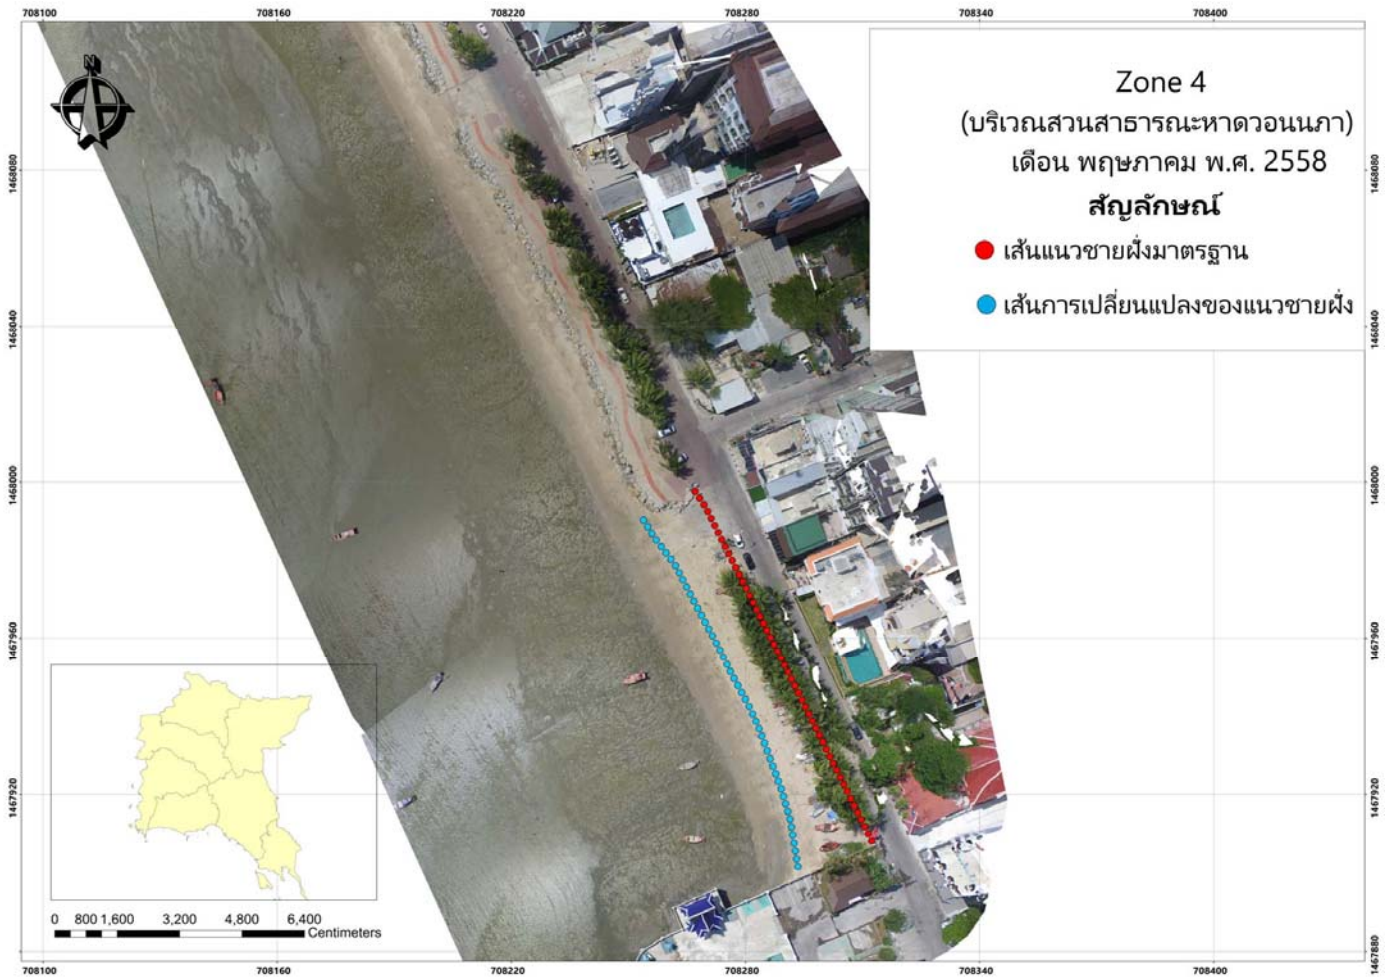 708100 708160 708220 708280 708340 708400
N
Zone 4
(บริเวณสวนสาธารณะหาดวอนนภา)
เดือน พฤษภาคม พ.ศ. 2558
สัญลักษณ์
เส้นแนวชายฝั่งมาตรฐาน
เส้นการเปลี่ยนแปลงของแนวชายฝั่ง
1468080 1468080
1468040 1468040
1468000 1468000
1467960 1467960
1467920 1467920
0 800 1,600 3,200 4,800 6,400
Centimeters
1467880
708100 708160 708220 708280 708340 708400